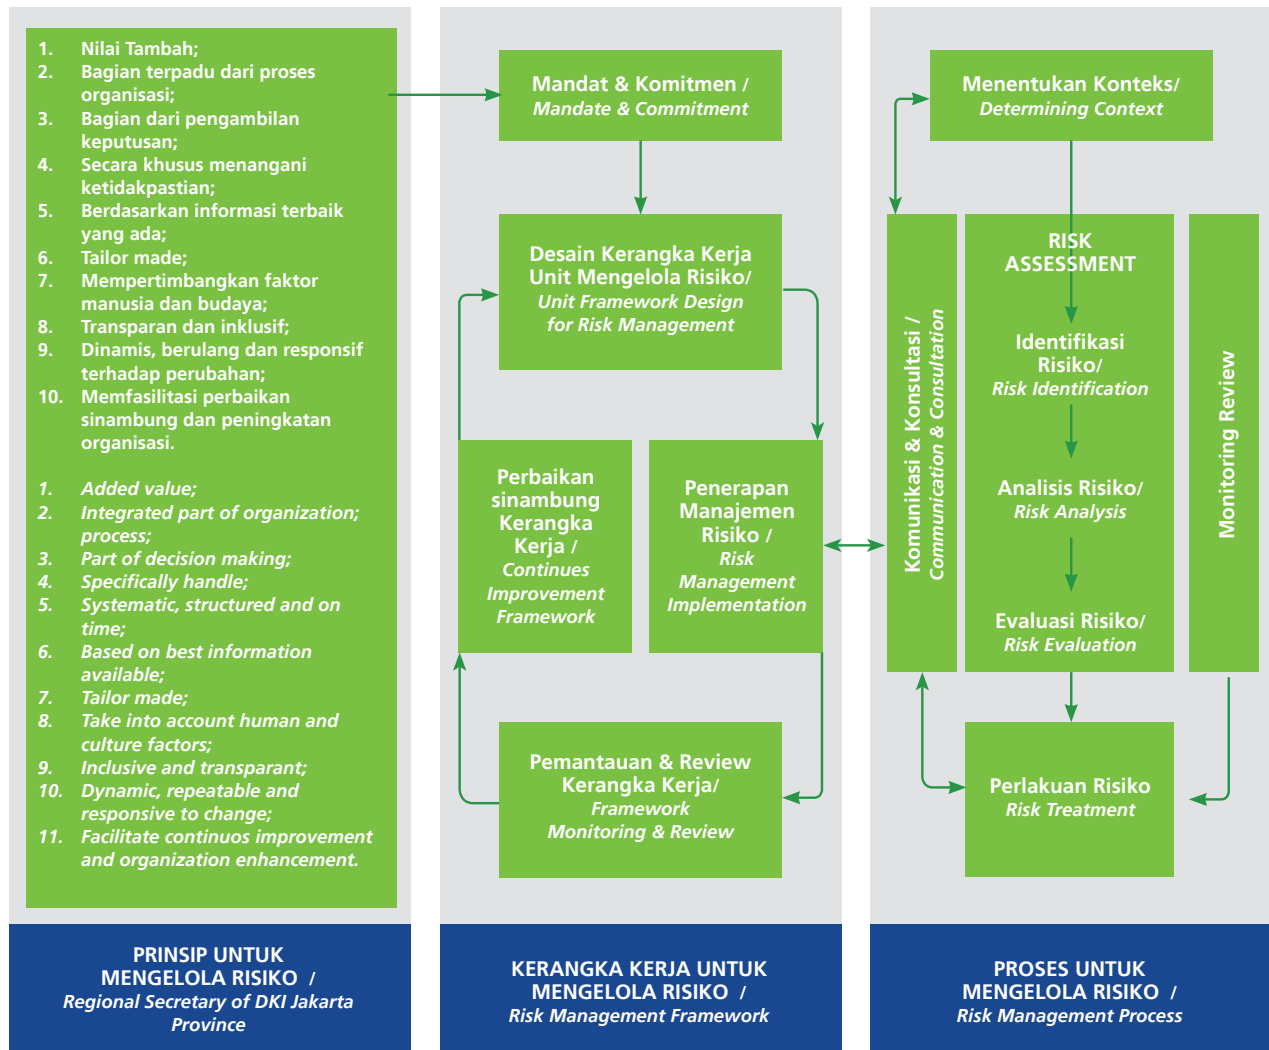 1. Nilai Tambah;
2. Bagian terpadu dari proses
organisasi;
3. Bagian dari pengambilan
keputusan;
4. Secara khusus menangani
ketidakpastian;
5. Berdasarkan informasi terbaik
yang ada;
6. Tailor made;
7. Mempertimbangkan faktor
manusia dan budaya;
8. Transparan dan inklusif;
9. Dinamis, berulang dan responsif
terhadap perubahan;
10. Memfasilitasi perbaikan
sinambung dan peningkatan
organisasi.
1. Added value;
2. Integrated part of organization;
process;
3. Part of decision making;
4. Specifically handle;
5. Systematic, structured and on
time;
6. Based on best information
available;
7. Tailor made;
8. Take into account human and
culture factors;
9. Inclusive and transparant;
10. Dynamic, repeatable and
responsive to change;
11. Facilitate continuos improvement
and organization enhancement.
PRINSIP UNTUK
MENGELOLA RISIKO /
Regional Secretary of DKI Jakarta
Province
Mandat & Komitmen /
Mandate & Commitment
Desain Kerangka Kerja
Unit Mengelola Risiko/
Unit Framework Design
for Risk Management
Perbaikan
sinambung
Kerangka
Kerja /
Continues
Improvement
Framework
Penerapan
Manajemen
Risiko /
Risk
Management
Implementation
Pemantauan & Review
Kerangka Kerja/
Framework
Monitoring & Review
KERANGKA KERJA UNTUK
MENGELOLA RISIKO /
Risk Management Framework
Menentukan Konteks/
Determining Context
Komunikasi & Konsultasi /
Communication & Consultation
RISK
ASSESSMENT
Identifikasi
Risiko/
Risk Identification
Analisis Risiko/
Risk Analysis
Evaluasi Risiko/
Risk Evaluation
Monitoring Review
Perlakuan Risiko
Risk Treatment
PROSES UNTUK
MENGELOLA RISIKO /
Risk Management Process